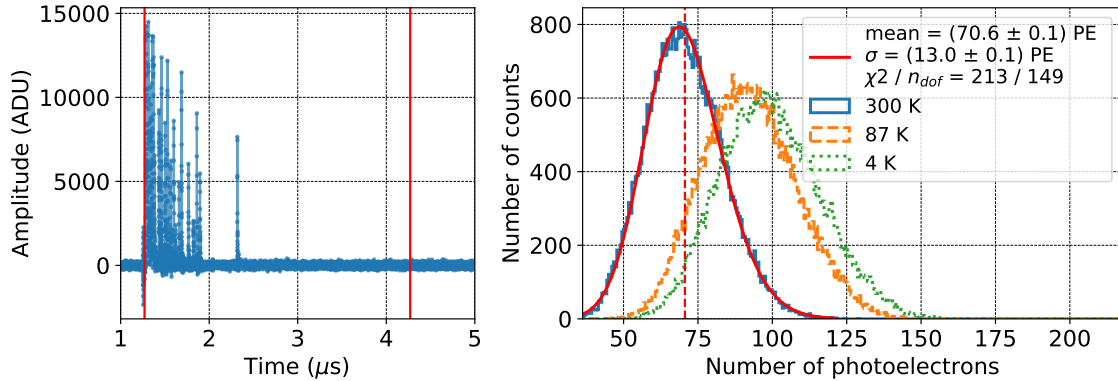 15000
10000
5000
0
Amplitude (ADU)
1
2
3
4
5
Time (μs)
800
600
400
200
0
Number of counts
mean = (70.6 ± 0.1) PE
σ = (13.0 ± 0.1) PE
χ2 / n_dof = 213 / 149
300 K
87 K
4 K
50
75
100
125
150
175
200
Number of photoelectrons